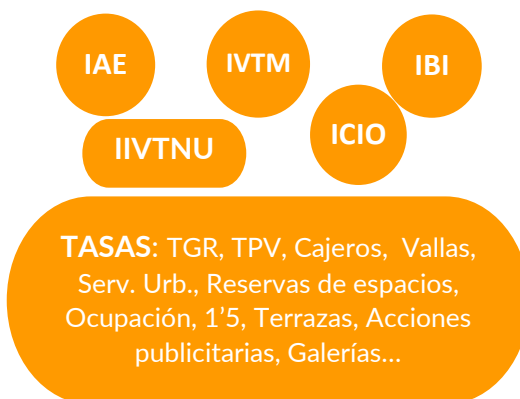 IAE
IVTM
IBI
ICIO
IIVTNU
TASAS: TGR, TPV, Cajeros, Vallas,
Serv. Urb., Reservas de espacios,
Ocupación, 1'5, Terrazas, Acciones
publicitarias, Galerías...